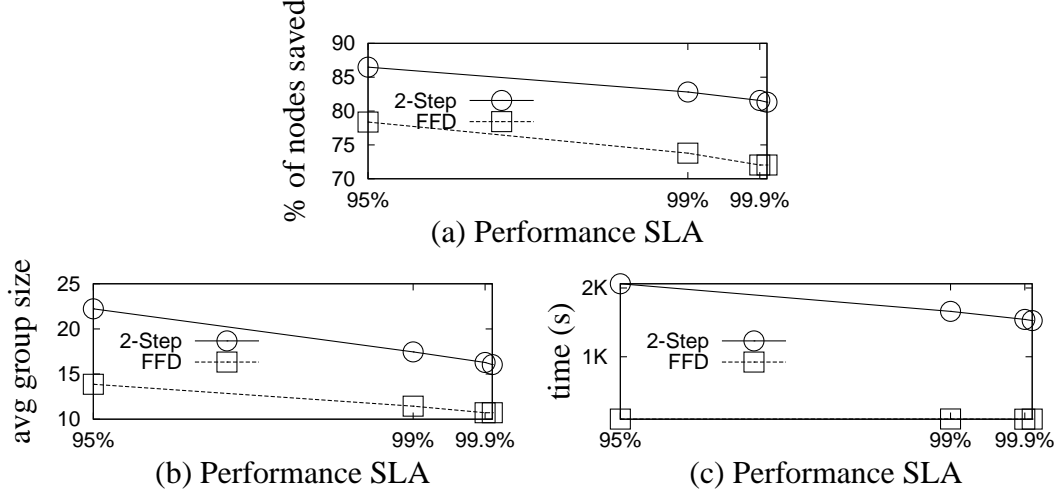 % of nodes saved
90
85
80
75
70
2-Step
FFD
95%
99%
99.9%
(a) Performance SLA
avg group size
25
20
15
10
2-Step
FFD
95%
99%
99.9%
(b) Performance SLA
time (s)
2K
1K
2-Step
FFD
95%
99%
99.9%
(c) Performance SLA